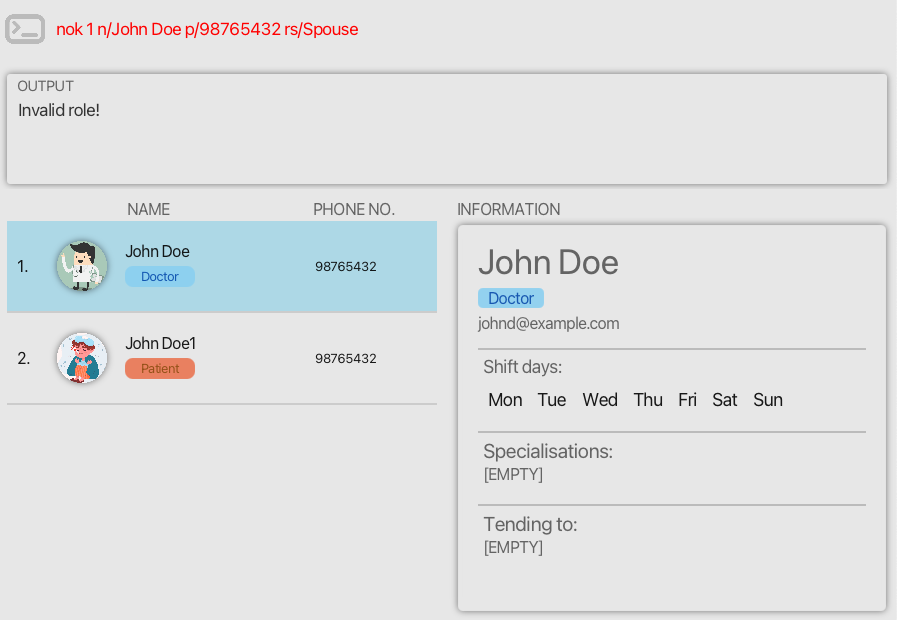 nok 1 n/John Doe p/98765432 rs/Spouse
OUTPUT
Invalid role!
NAME PHONE NO.
1. John Doe 98765432
Doctor
2. John Doe1 98765432
Patient
INFORMATION
John Doe
Doctor
johnd@example.com
Shift days:
Mon Tue Wed Thu Fri Sat Sun
Specialisations:
[EMPTY]
Tending to:
[EMPTY]